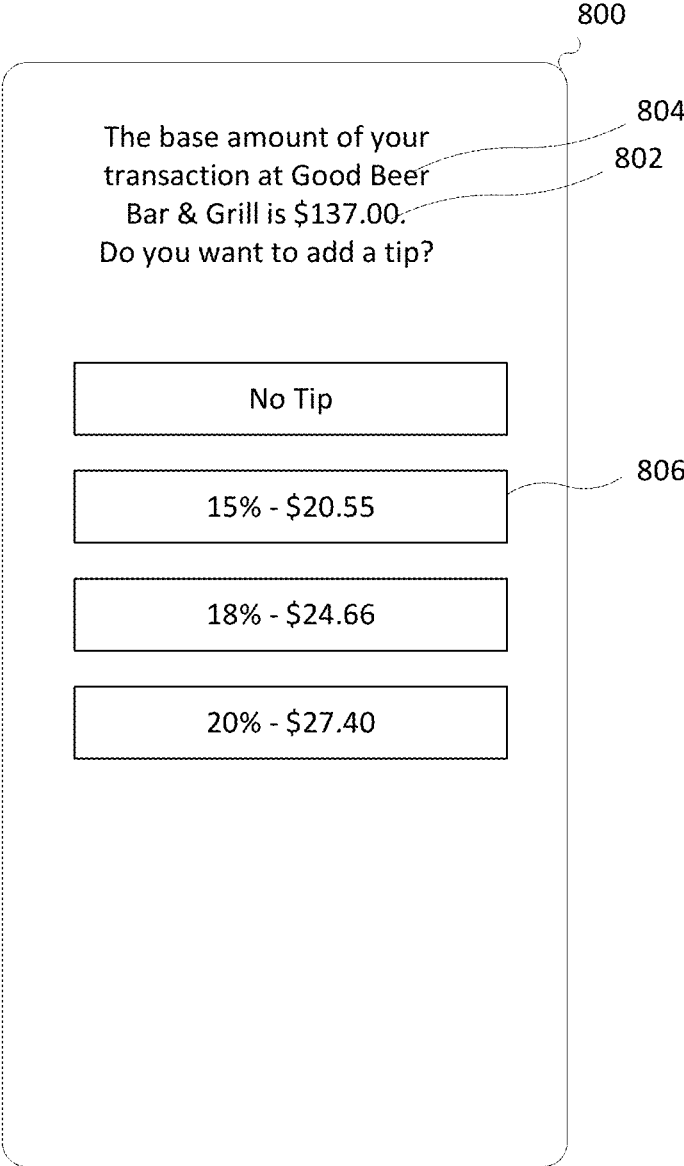 800
The base amount of your
804
transaction at Good Beer
802
Bar & Grill is $137.00.
Do you want to add a tip?
No Tip
806
15% - $20.55
18% - $24.66
20% - $27.40